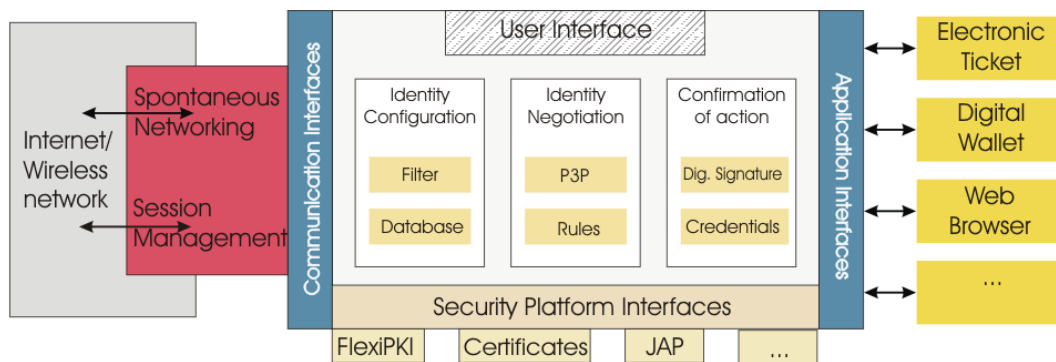 User Interface
Electronic
Ticket
Spontaneous
Networking
Internet/
Wireless
network
Session
Management
Communication Interfaces
Identity
Configuration
Filter
Database
Identity
Negotiation
P3P
Rules
Confirmation
of action
Dig. Signature
Credentials
Application Interfaces
Digital
Wallet
Web
Browser
...
Security Platform Interfaces
FlexiPKI
Certificates
JAP
...